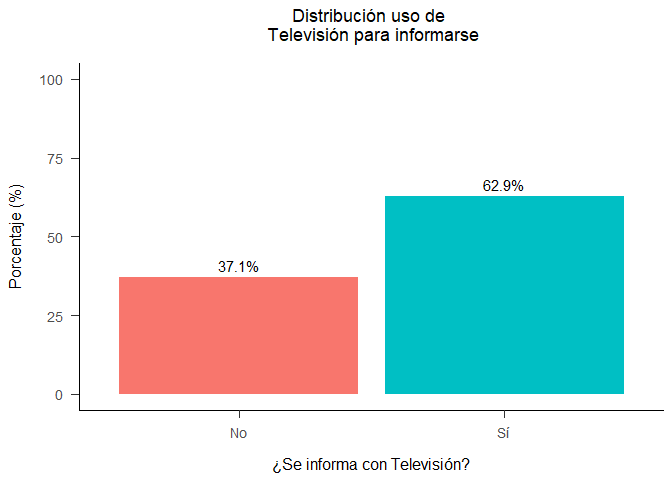 Distribución uso de
Televisión para informarse
Porcentaje (%)
100
75
50
25
0
37.1%
62.9%
No
Sí
¿Se informa con Televisión?